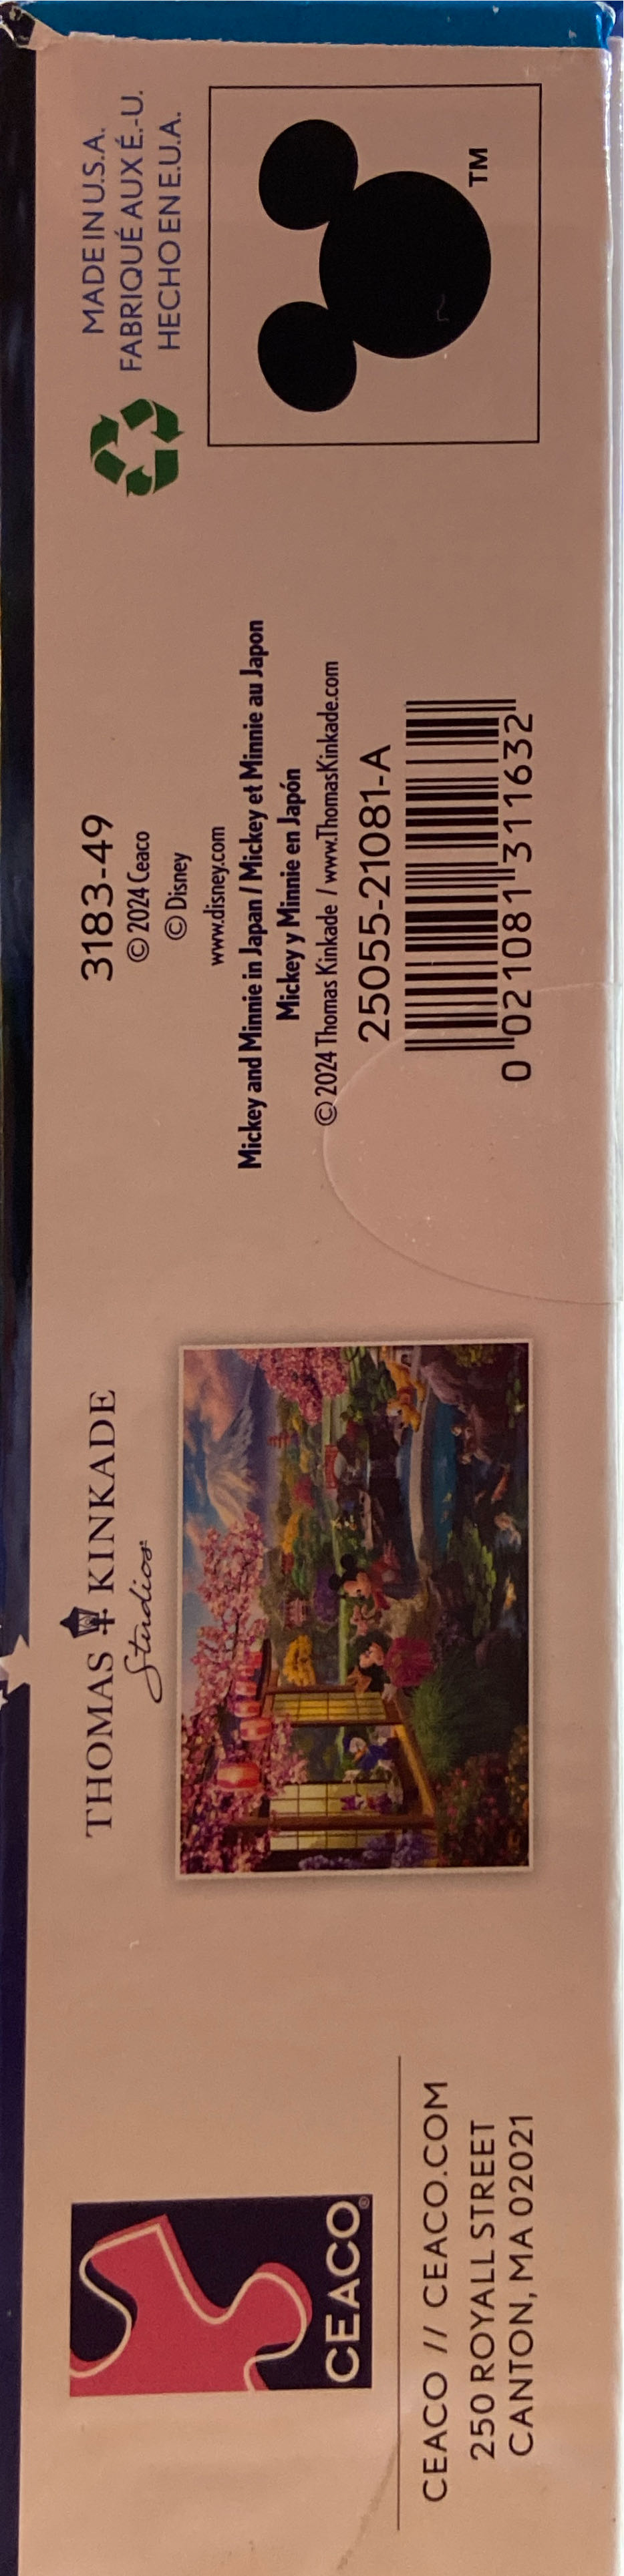 CEACO®
CEACO // CEACO.COM
250 ROYALL STREET
CANTON, MA 02021
THOMAS KINKADE
Studios®
3183-49
© 2024 Ceaco
© Disney
www.disney.com
Mickey and Minnie in Japan / Mickey et Minnie au Japon
Mickey y Minnie en Japón
© 2024 Thomas Kinkade / www.ThomasKinkade.com
25055-21081-A
0 021081 311632
MADE IN U.S.A.
FABRIQUÉ AUX É.-U.
HECHO EN E.U.A.
TM